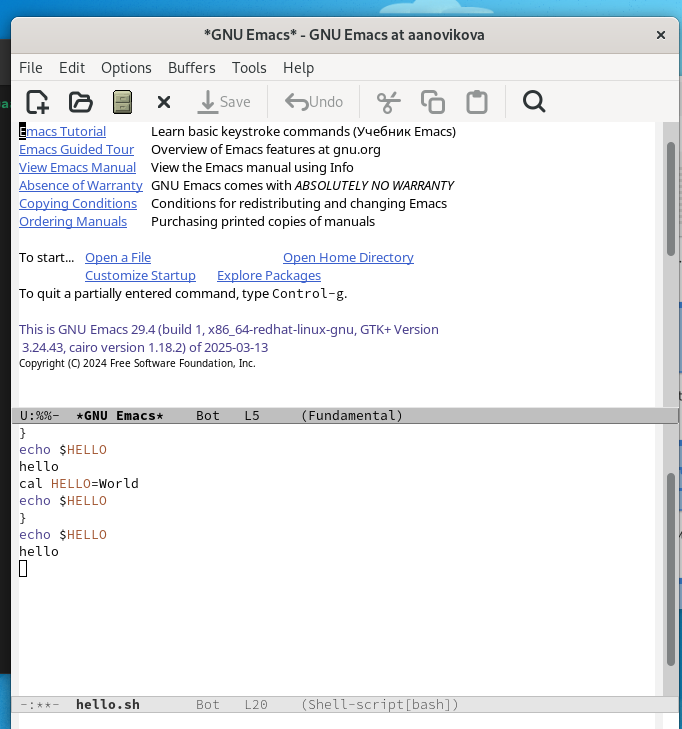 *GNU Emacs* - GNU Emacs at aanovikova
File Edit Options Buffers Tools Help
Save Undo
Emacs Tutorial Learn basic keystroke commands (Учебник Emacs)
Emacs Guided Tour Overview of Emacs features at gnu.org
View Emacs Manual View the Emacs manual using Info
Absence of Warranty GNU Emacs comes with ABSOLUTELY NO WARRANTY
Copying Conditions Conditions for redistributing and changing Emacs
Ordering Manuals Purchasing printed copies of manuals
To start... Open a File Open Home Directory
Customize Startup Explore Packages
To quit a partially entered command, type Control-g.
This is GNU Emacs 29.4 (build 1, x86_64-redhat-linux-gnu, GTK+ Version
3.24.43, cairo version 1.18.2) of 2025-03-13
Copyright (C) 2024 Free Software Foundation, Inc.
U:%%- *GNU Emacs* Bot L5 (Fundamental)
}
echo $HELLO
hello
cal HELLO=World
echo $HELLO
}
echo $HELLO
hello
-:**- hello.sh Bot L20 (Shell-script[bash])